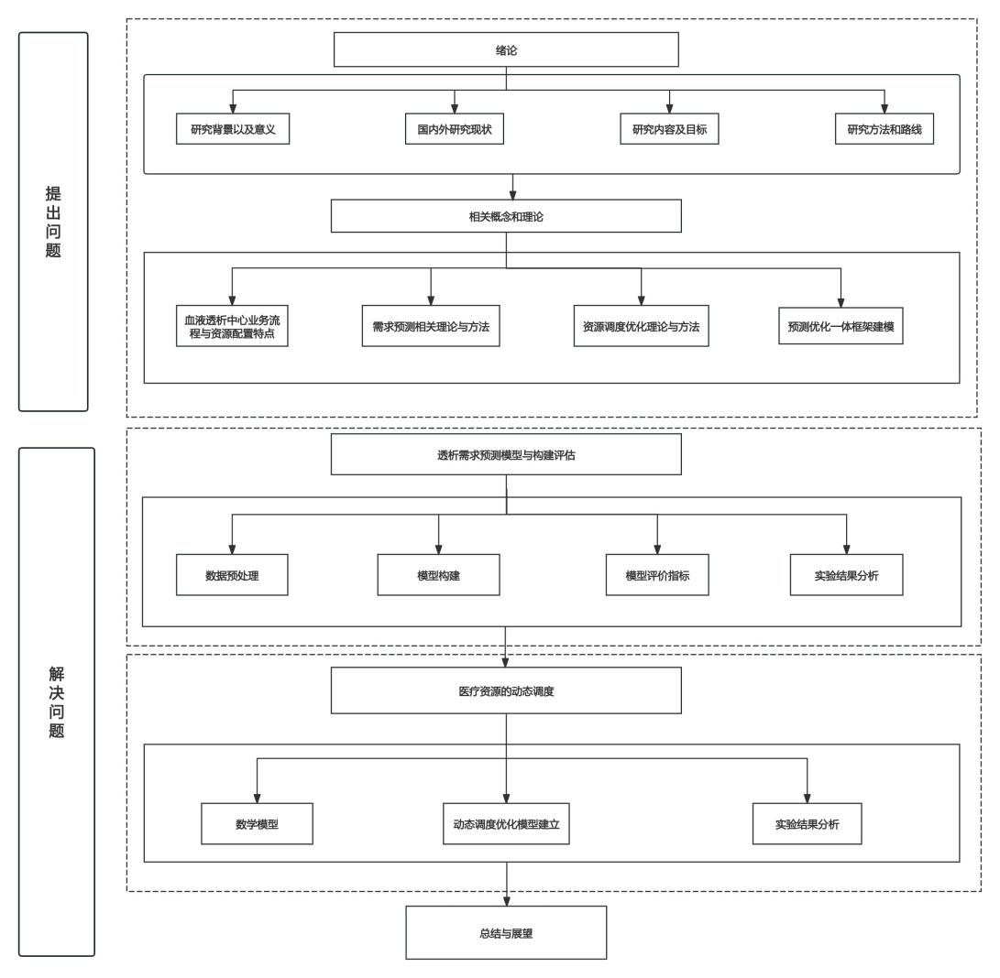 提出问题
绪论
研究背景以及意义
国内外研究现状
研究内容及目标
研究方法和路线
相关概念和理论
血液透析中心业务流
程与资源配置特点
需求预测相关理论与方法
资源调度优化理论与方法
预测优化一体框架建模
解决问题
透析需求预测模型与构建评估
数据预处理
模型构建
模型评价指标
实验结果分析
医疗资源的动态调度
数学模型
动态调度优化模型建立
实验结果分析
总结与展望